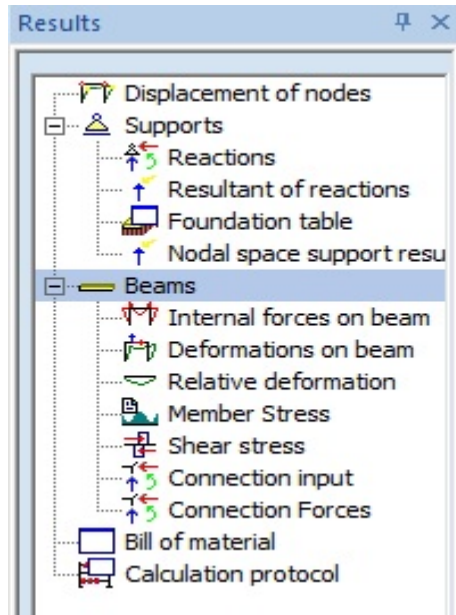 Results
Displacement of nodes
Supports
Reactions
Resultant of reactions
Foundation table
Nodal space support resu
Beams
Internal forces on beam
Deformations on beam
Relative deformation
Member Stress
Shear stress
Connection input
Connection Forces
Bill of material
Calculation protocol